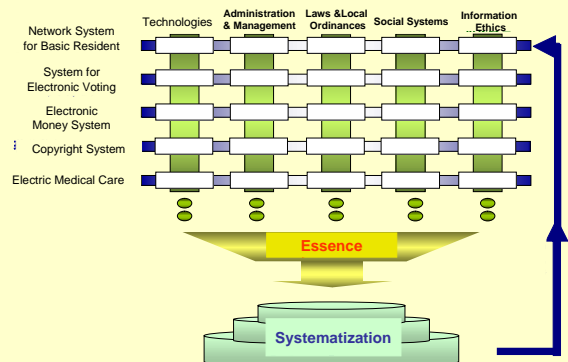 Technologies
Administration
& Management
Laws &Local
Ordinances
Social Systems
Information
Ethics
Network System
for Basic Resident
System for
Electronic Voting
Electronic
Money System
Copyright System
Electric Medical Care
Essence
Systematization